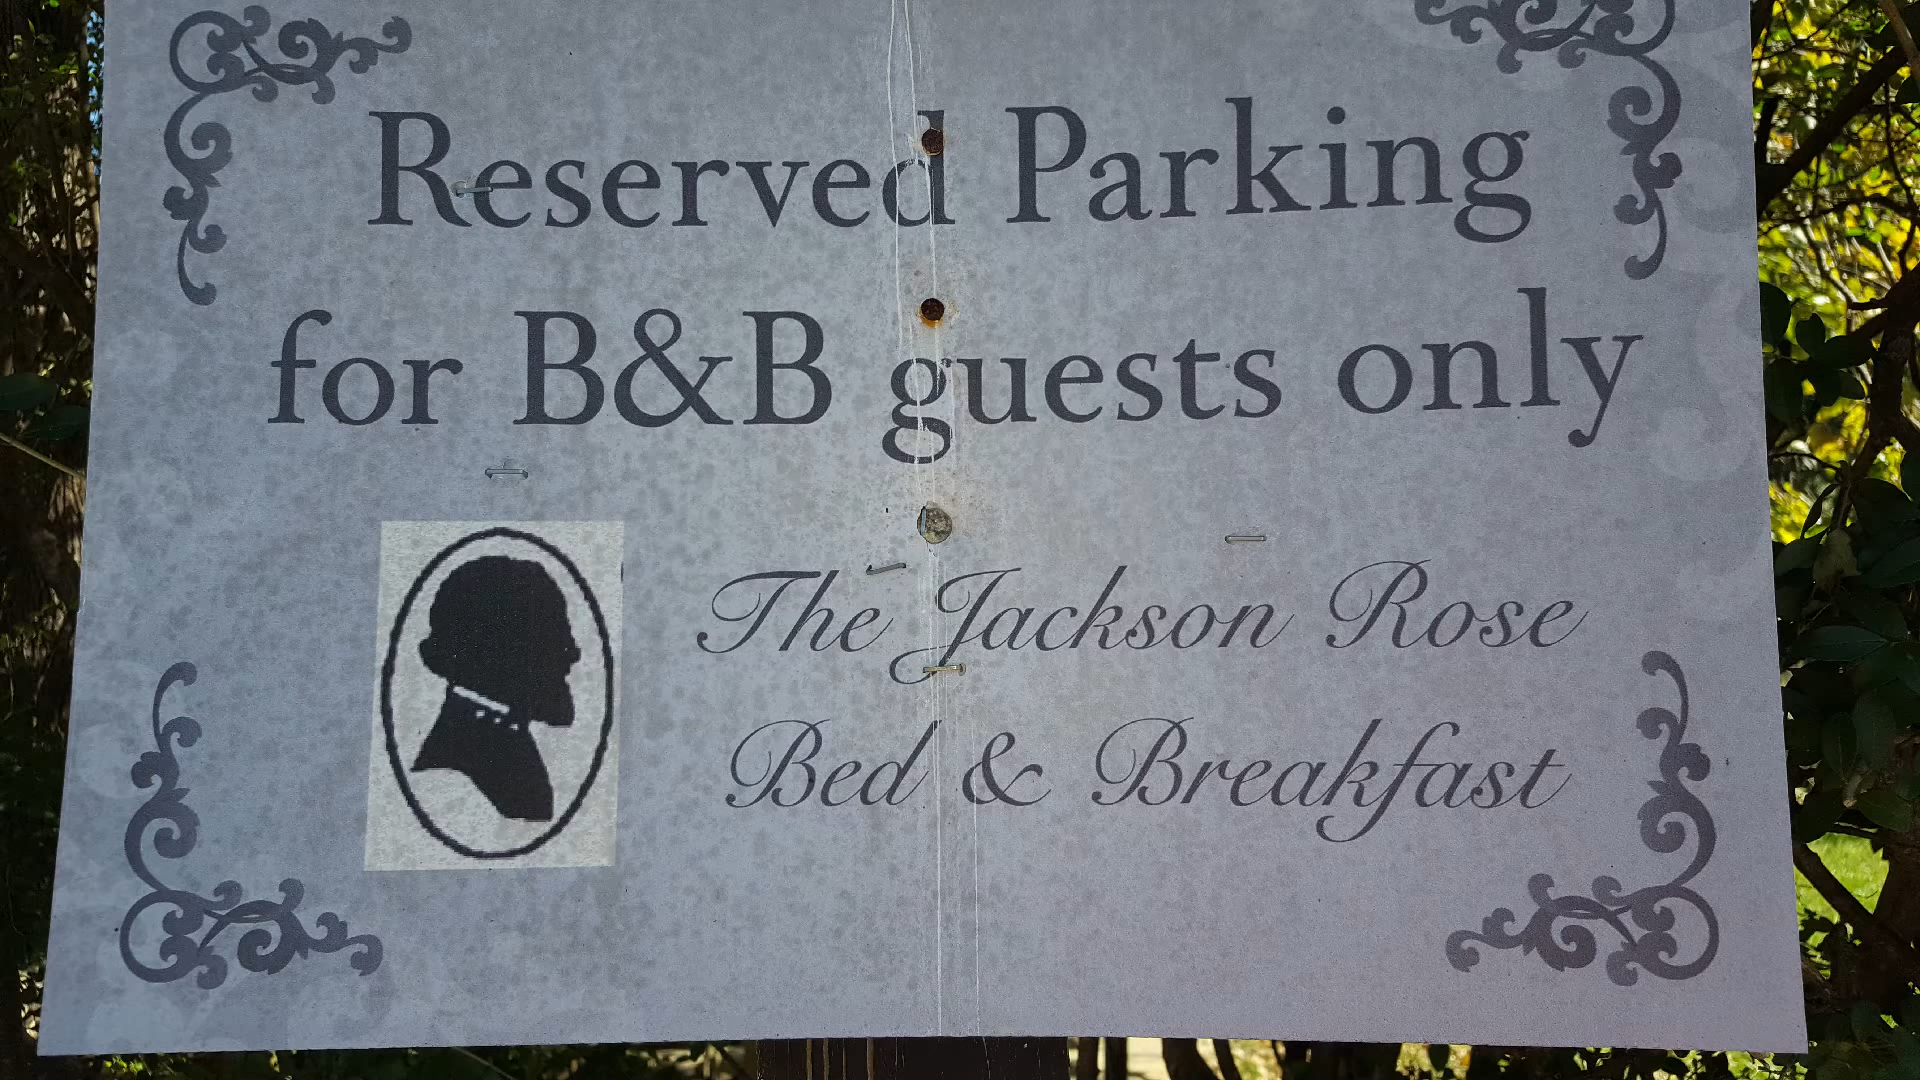 Reserved Parking
for B&B guests only
The Jackson Rose
Bed & Breakfast